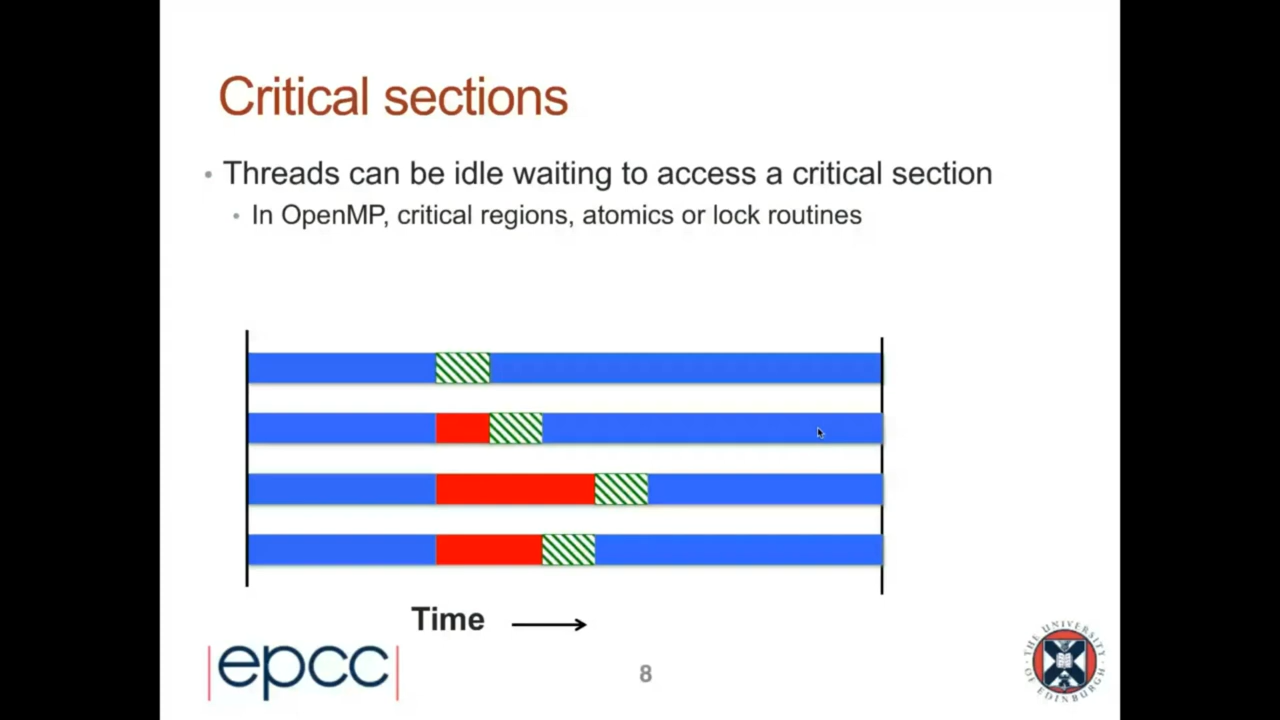 Critical sections
• Threads can be idle waiting to access a critical section
• In OpenMP, critical regions, atomics or lock routines
Time
epcc
8
THE UNIVERSITY OF EDINBURGH